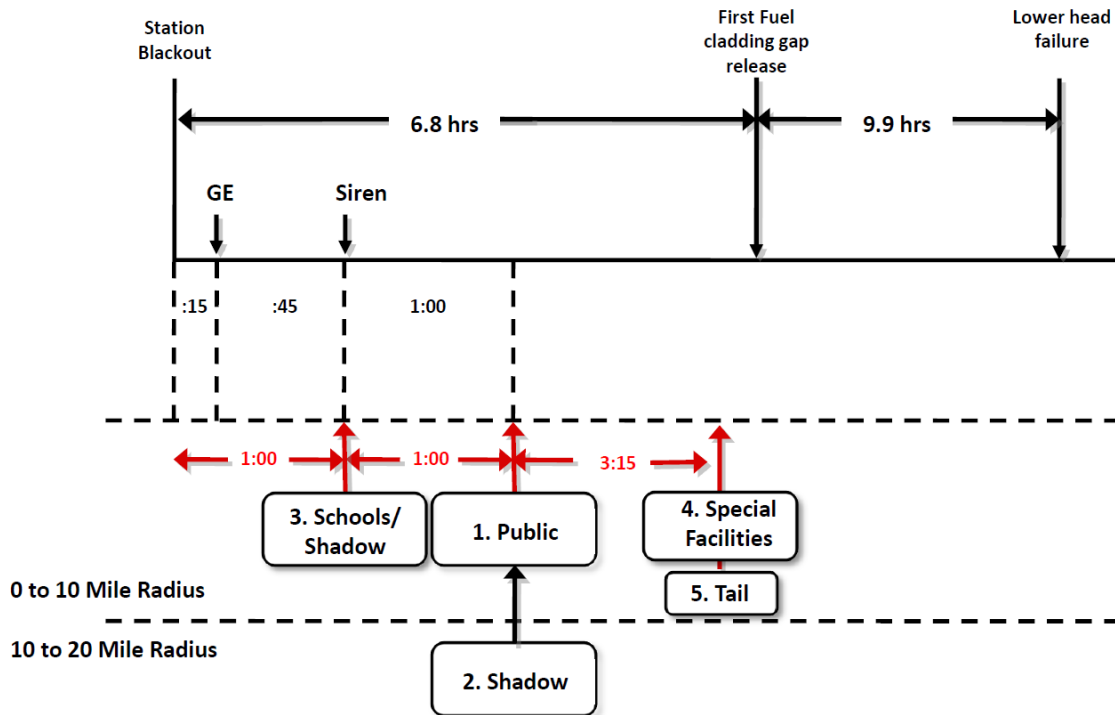 Station
Blackout
First Fuel
cladding gap
release
Lower head
failure
6.8 hrs
9.9 hrs
GE
Siren
:15
:45
1:00
1:00
1:00
3:15
3. Schools/
Shadow
1. Public
4. Special
Facilities
5. Tail
0 to 10 Mile Radius
10 to 20 Mile Radius
2. Shadow